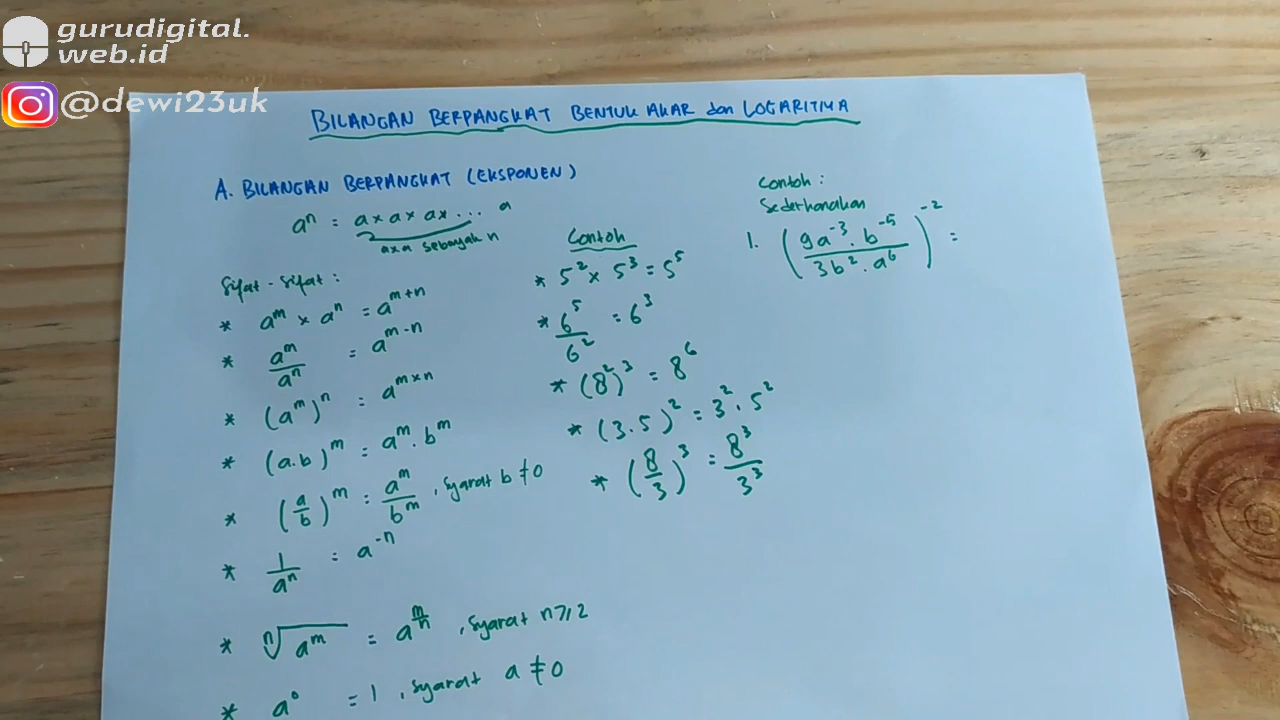 gurudigital.
web.id
@dewi23uk
BILANGAN BERPANGKAT BENTUK AKAR dan LOGARITMA
A. BILANGAN BERPANGKAT (EKSPONEN)
aⁿ = a x a x a x ... a
axa sebanyak n
Sifat-sifat :
* aᵐ x aⁿ = aᵐ⁺ⁿ
* aᵐ/aⁿ = aᵐ⁻ⁿ
* (aᵐ)ⁿ = aᵐˣⁿ
* (a.b)ᵐ = aᵐ.bᵐ
* (a/b)ᵐ = aᵐ/bᵐ, syarat b ≠ 0
* 1/aⁿ = a⁻ⁿ
* ⁿ√aᵐ = a^(m/n), syarat n ≥ 2
* a⁰ = 1, syarat a ≠ 0
Contoh
* 5² x 5³ = 5⁵
* 6⁵/6² = 6³
* (8²)³ = 8⁶
* (3.5)² = 3².5²
* (8/3)³ = 8³/3³
Contoh :
Sederhanakan
1. (9a⁻³.b⁻⁵/3b².a⁶)⁻² =